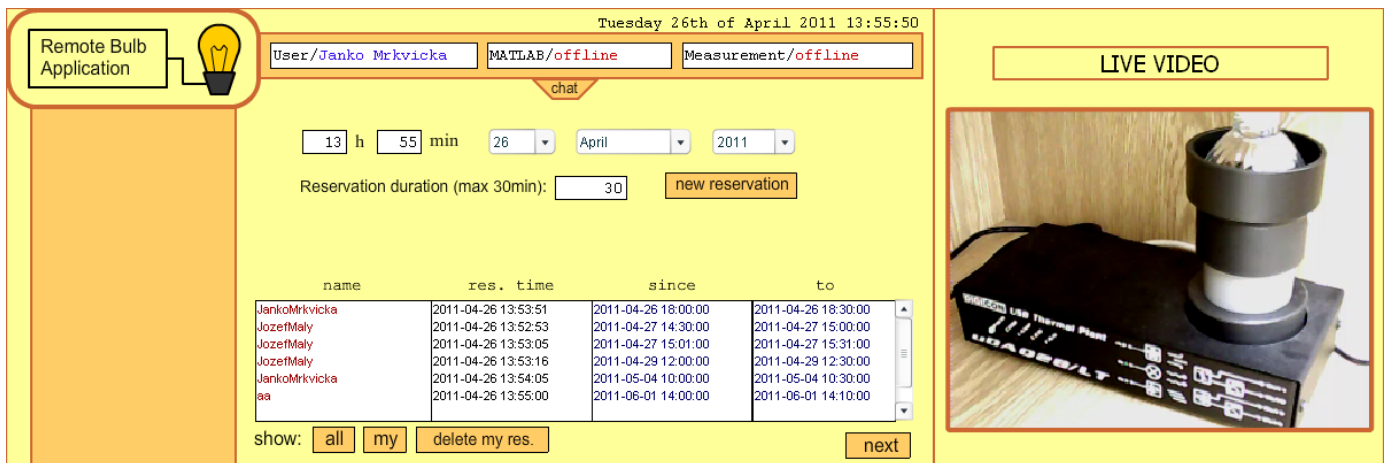 Tuesday 26th of April 2011 13:55:50
Remote Bulb
Application
User/Janko Mrkvicka MATLAB/offline Measurement/offline
chat
13 h 55 min 26 April 2011
Reservation duration (max 30min): 30 new reservation
name res. time since to
JankoMrkvicka 2011-04-26 13:53:51 2011-04-26 18:00:00 2011-04-26 18:30:00
JozefMaly 2011-04-26 13:52:53 2011-04-27 14:30:00 2011-04-27 15:00:00
JozefMaly 2011-04-26 13:53:05 2011-04-27 15:01:00 2011-04-27 15:31:00
JozefMaly 2011-04-26 13:53:16 2011-04-29 12:00:00 2011-04-29 12:30:00
JankoMrkvicka 2011-04-26 13:54:05 2011-05-04 10:00:00 2011-05-04 10:30:00
aa 2011-04-26 13:55:00 2011-06-01 14:00:00 2011-06-01 14:10:00
show: all my delete my res. next
LIVE VIDEO
DIGICOM USB Thermal Plant